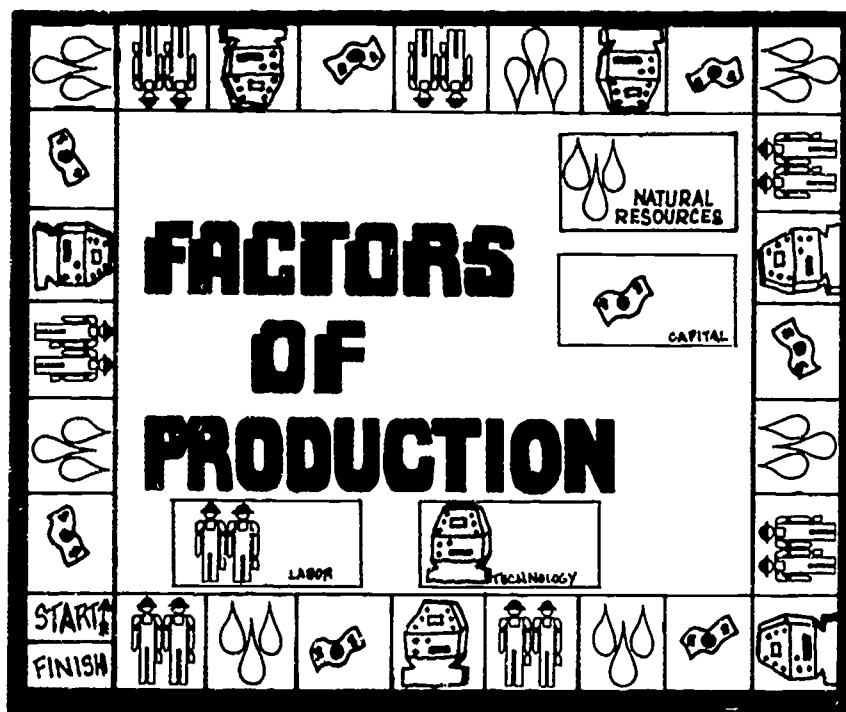 NATURAL
RESOURCES
FACTORS
OF
PRODUCTION
CAPITAL
LABOR
TECHNOLOGY
START
FINISH